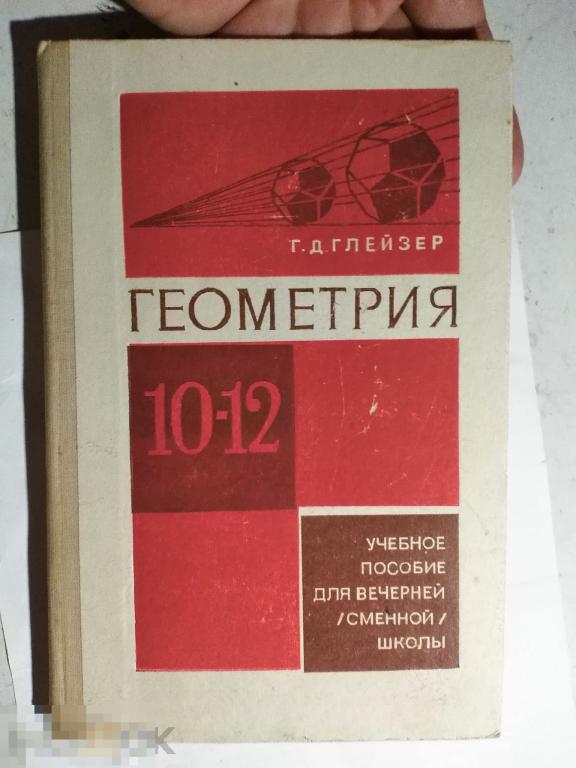 Г.Д.ГЛЕЙЗЕР
ГЕОМЕТРИЯ
10-12
УЧЕБНОЕ
ПОСОБИЕ
ДЛЯ ВЕЧЕРНЕЙ
/СМЕННОЙ/
ШКОЛЫ